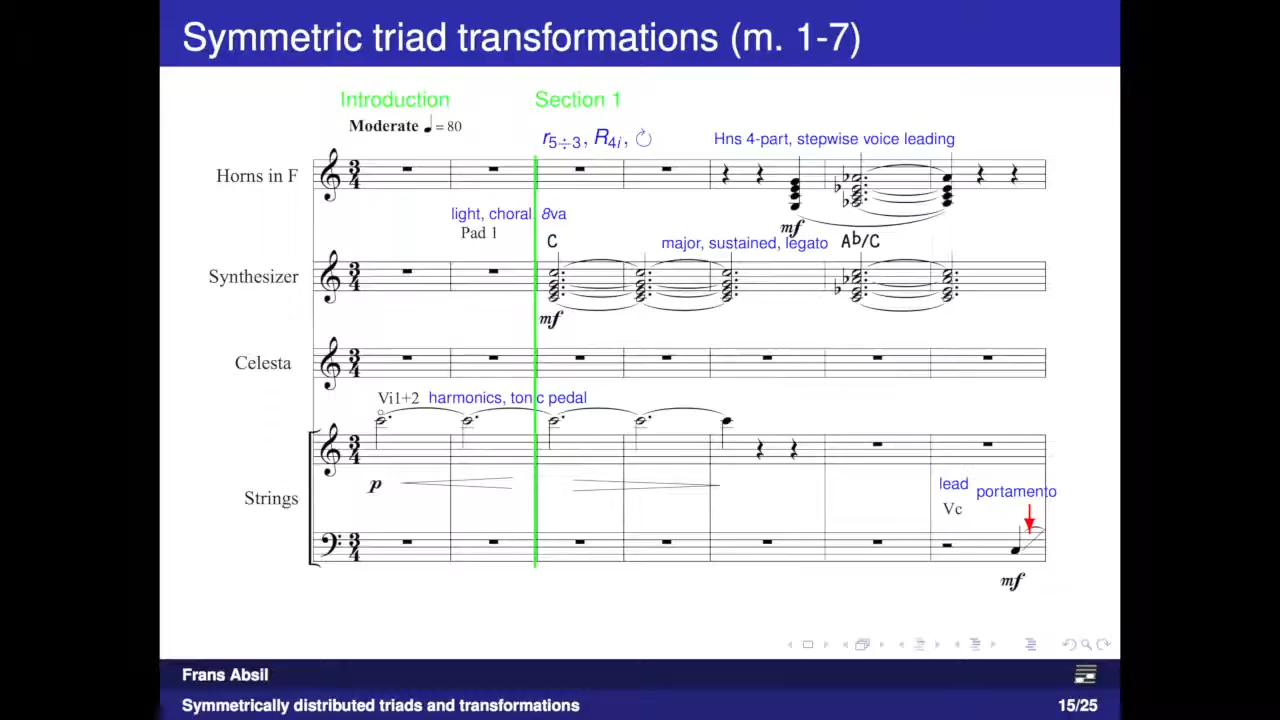 Symmetric triad transformations (m. 1-7)
Introduction
Section 1
Moderate ♩ = 80
r5÷3, R4i, ↻
Hns 4-part, stepwise voice leading
Horns in F
mf
light, choral, 8va
Pad 1
C
major, sustained, legato
Ab/C
Synthesizer
mf
Celesta
Vi1+2
harmonics, tonic pedal
p
Strings
lead
portamento
Vc
mf
Frans Absil
Symmetrically distributed triads and transformations
15/25